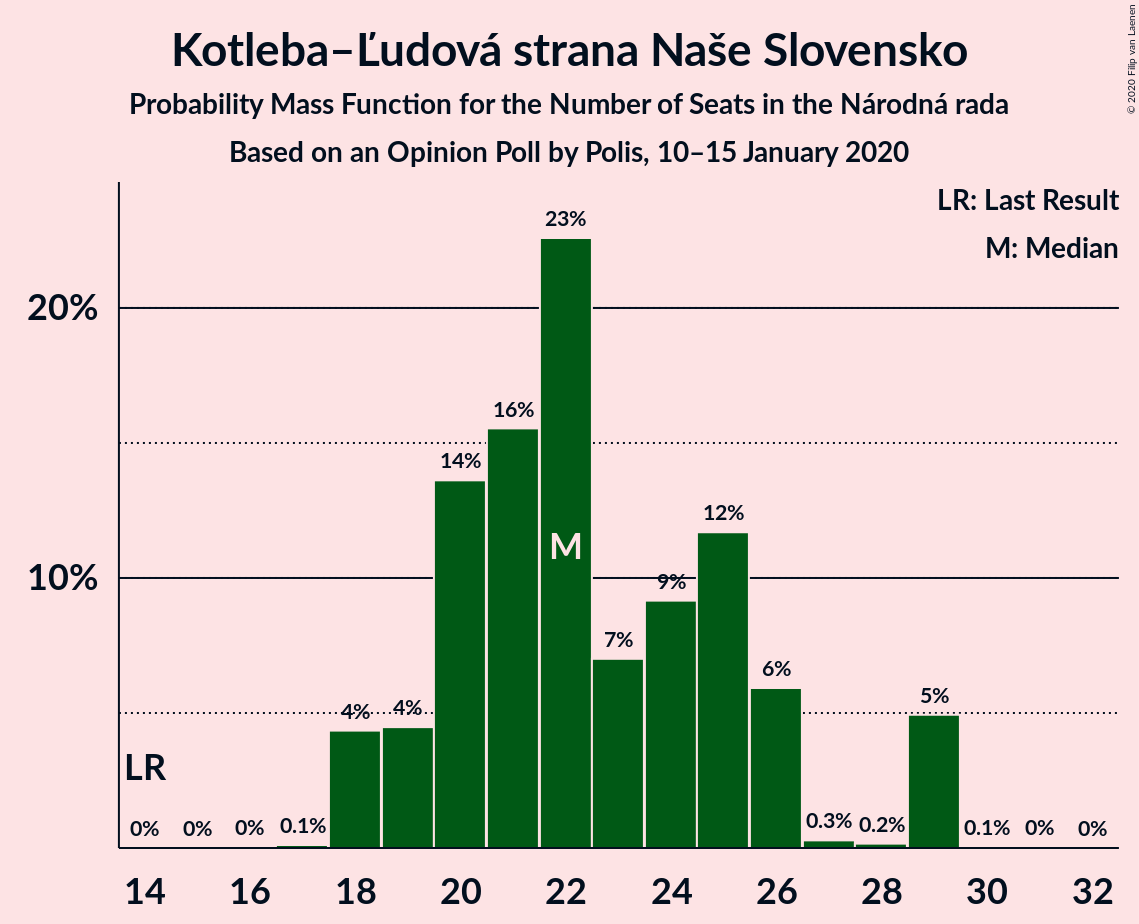 Kotleba–Ľudová strana Naše Slovensko
Probability Mass Function for the Number of Seats in the Národná rada
Based on an Opinion Poll by Polis, 10–15 January 2020
© 2020 Filip van Laenen
LR: Last Result
M: Median
20%
10%
LR
M
0%
0%
0%
0.1%
4%
4%
14%
16%
23%
7%
9%
12%
6%
0.3%
0.2%
5%
0.1%
0%
0%
14 16 18 20 22 24 26 28 30 32